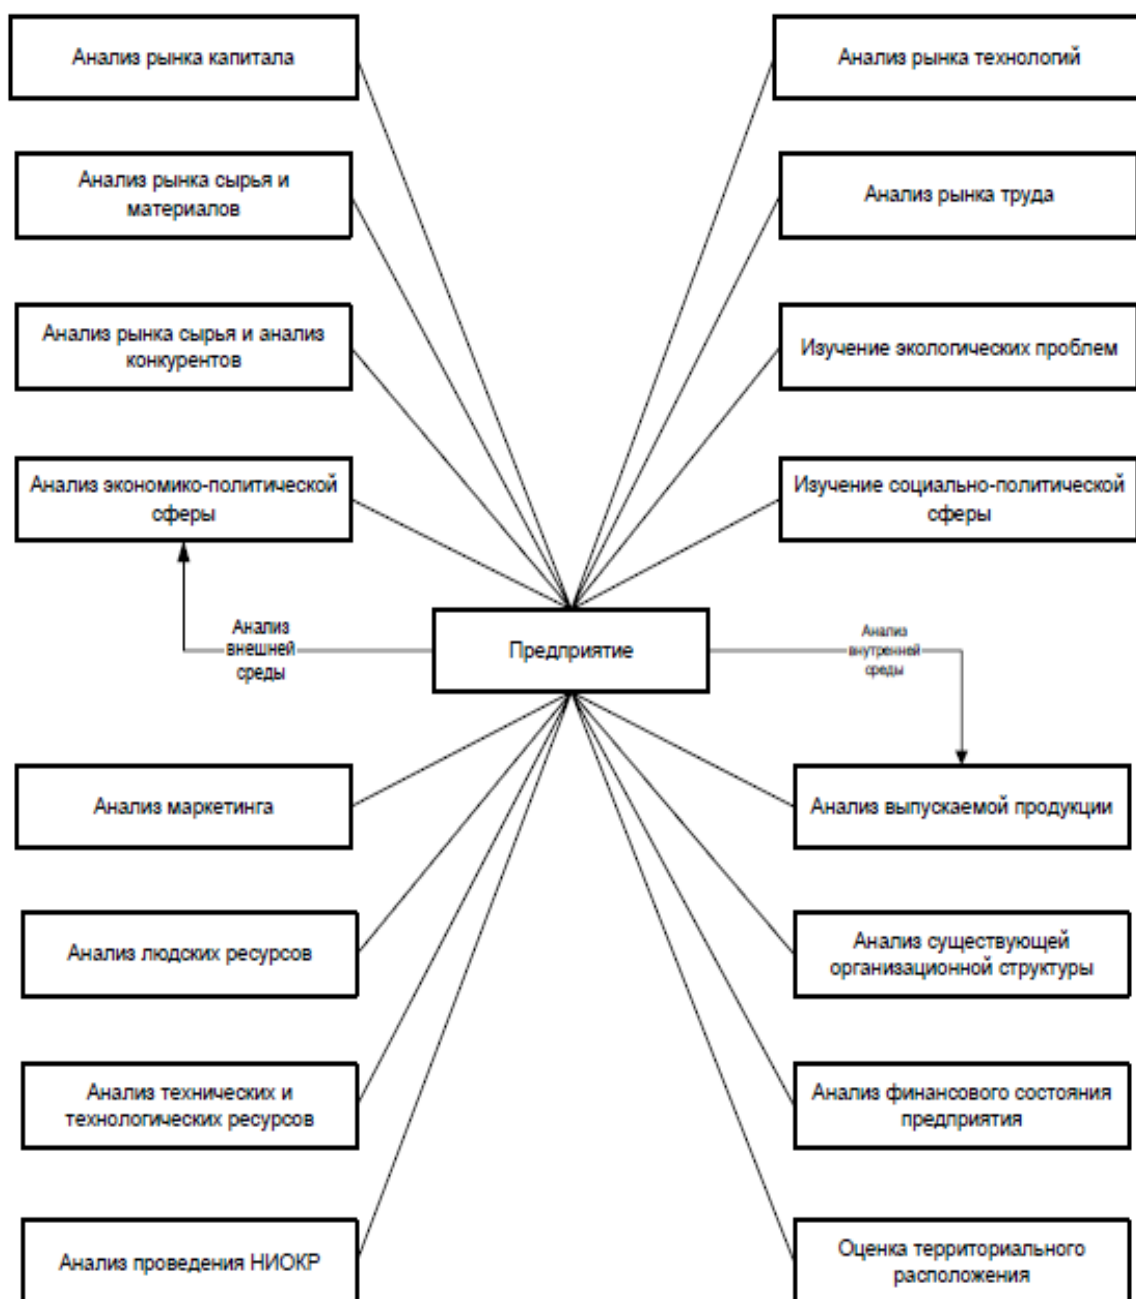 Анализ рынка капитала
Анализ рынка технологий
Анализ рынка сырья и
материалов
Анализ рынка труда
Анализ рынка сырья и анализ
конкурентов
Изучение экологических проблем
Анализ экономико-политической
сферы
Изучение социально-политической
сферы
Анализ
внешней
среды
Предприятие
Анализ
внутренней
среды
Анализ маркетинга
Анализ выпускаемой продукции
Анализ людских ресурсов
Анализ существующей
организационной структуры
Анализ технических и
технологических ресурсов
Анализ финансового состояния
предприятия
Анализ проведения НИОКР
Оценка территориального
расположения